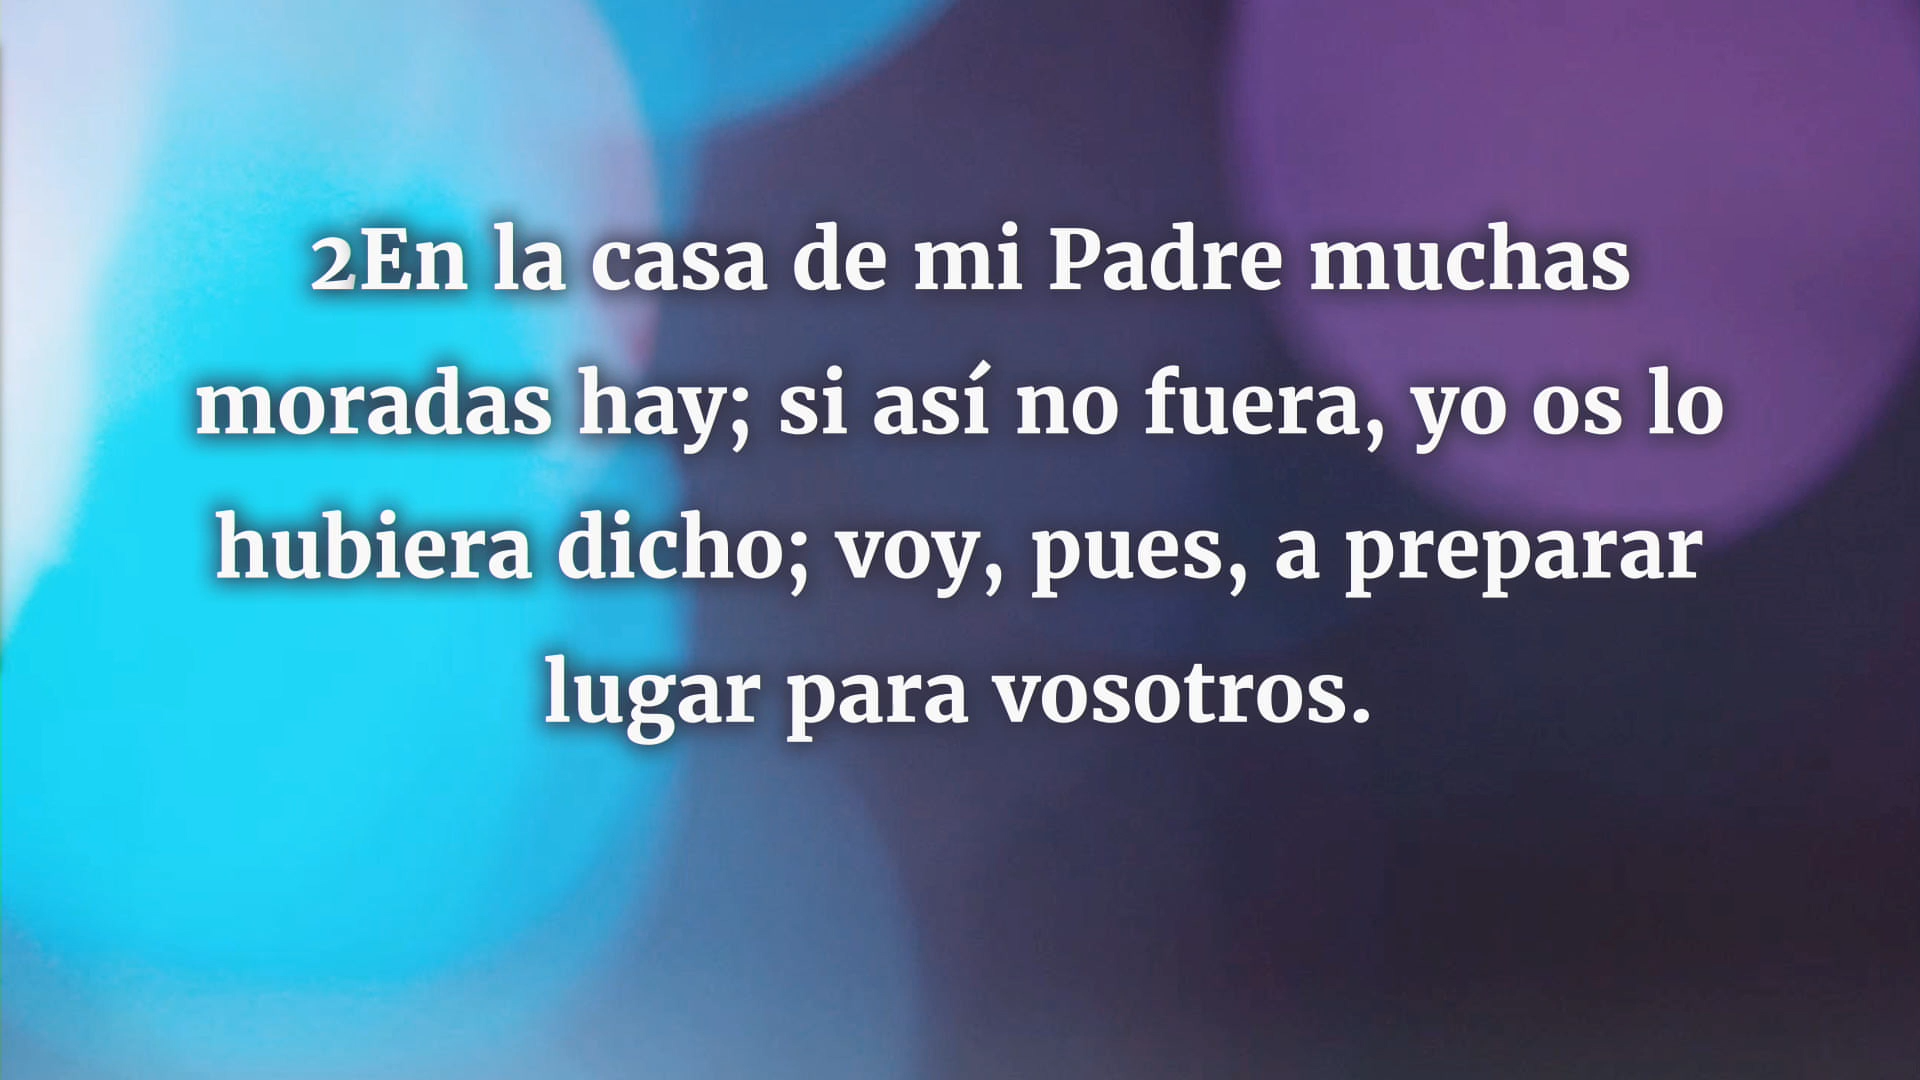 2En la casa de mi Padre muchas
moradas hay; si así no fuera, yo os lo
hubiera dicho; voy, pues, a preparar
lugar para vosotros.